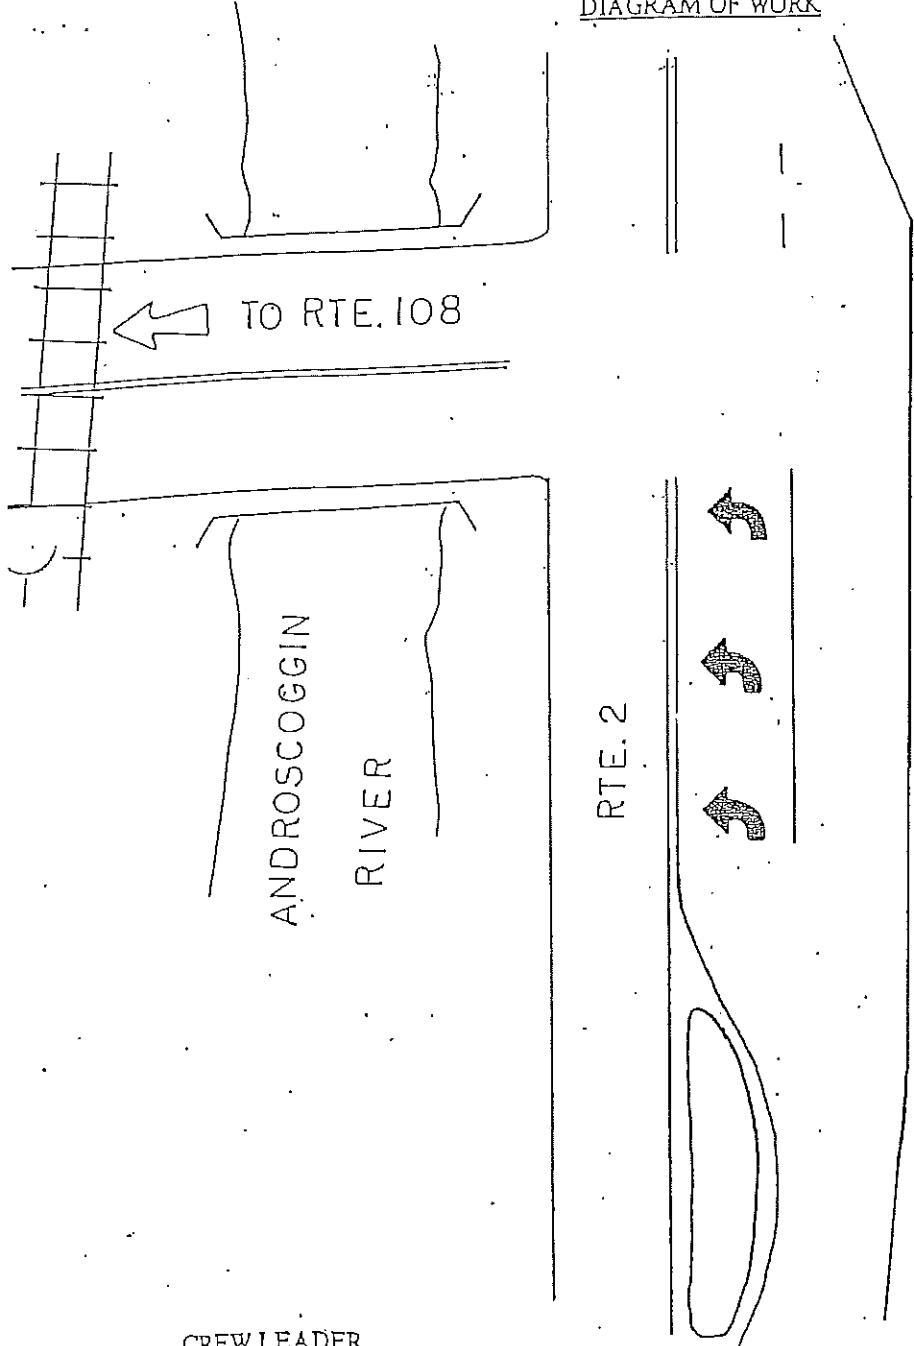 DIAGRAM OF WORK
TO RTE. 108
ANDROSCOGGIN
RIVER
RTE. 2
CREW LEADER